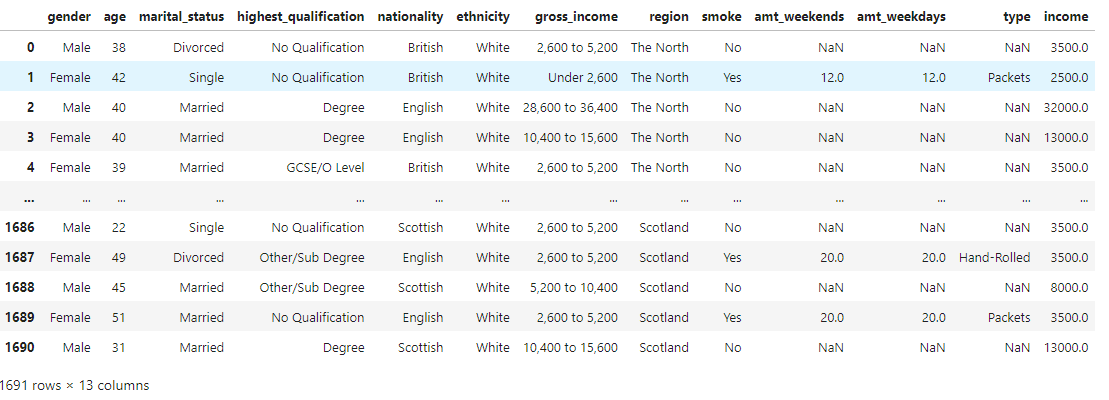 gender age marital_status highest_qualification nationality ethnicity gross_income region smoke amt_weekends amt_weekdays type income
0 Male 38 Divorced No Qualification British White 2,600 to 5,200 The North No NaN NaN NaN 3500.0
1 Female 42 Single No Qualification British White Under 2,600 The North Yes 12.0 12.0 Packets 2500.0
2 Male 40 Married Degree English White 28,600 to 36,400 The North No NaN NaN NaN 32000.0
3 Female 40 Married Degree English White 10,400 to 15,600 The North No NaN NaN NaN 13000.0
4 Female 39 Married GCSE/O Level British White 2,600 to 5,200 The North No NaN NaN NaN 3500.0
... ... ... ... ... ... ... ... ... ... ... ... ... ...
1686 Male 22 Single No Qualification Scottish White 2,600 to 5,200 Scotland No NaN NaN NaN 3500.0
1687 Female 49 Divorced Other/Sub Degree English White 2,600 to 5,200 Scotland Yes 20.0 20.0 Hand-Rolled 3500.0
1688 Male 45 Married Other/Sub Degree Scottish White 5,200 to 10,400 Scotland No NaN NaN NaN 8000.0
1689 Female 51 Married No Qualification English White 2,600 to 5,200 Scotland Yes 20.0 20.0 Packets 3500.0
1690 Male 31 Married Degree Scottish White 10,400 to 15,600 Scotland No NaN NaN NaN 13000.0
1691 rows × 13 columns